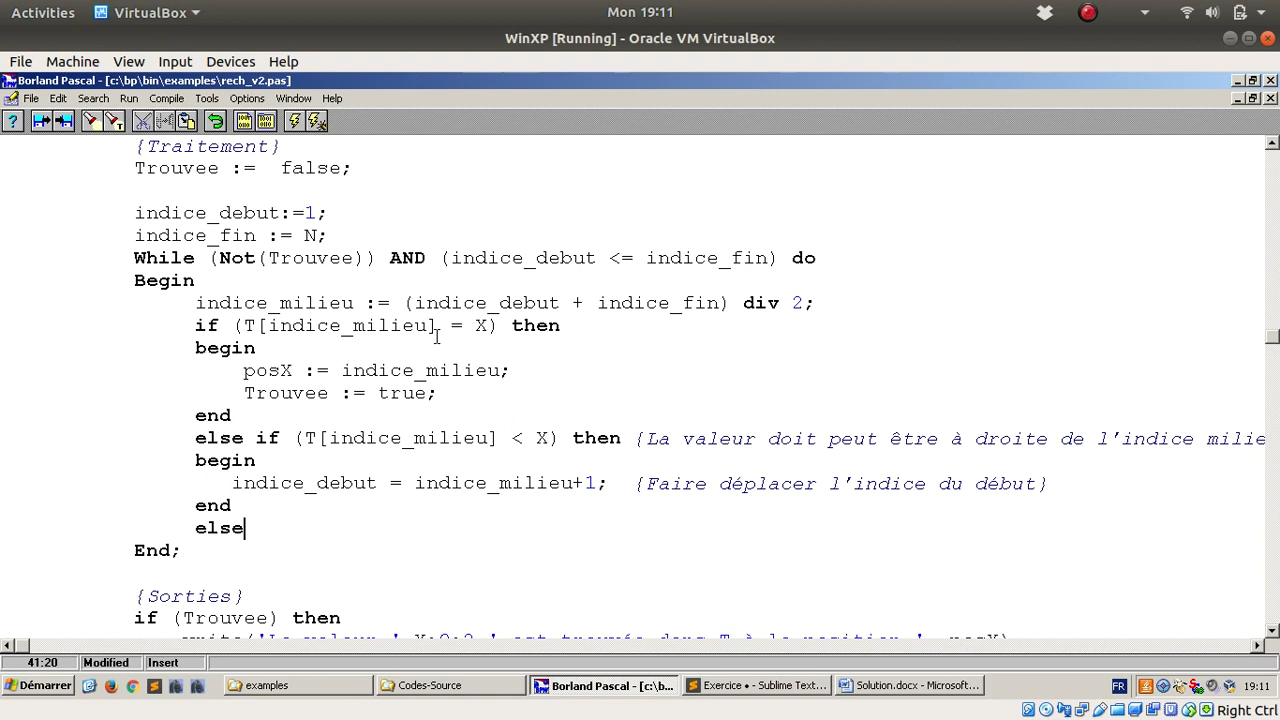 Activities VirtualBox Mon 19:11
WinXP [Running] - Oracle VM VirtualBox
File Machine View Input Devices Help
Borland Pascal - [c:\bp\bin\examples\rech_v2.pas]
File Edit Search Run Compile Tools Options Window Help
{Traitement}
Trouvee := false;
indice_debut:=1;
indice_fin := N;
While (Not(Trouvee)) AND (indice_debut <= indice_fin) do
Begin
indice_milieu := (indice_debut + indice_fin) div 2;
if (T[indice_milieu] = X) then
begin
posX := indice_milieu;
Trouvee := true;
end
else if (T[indice_milieu] < X) then {La valeur doit peut être à droite de l'indice milie
begin
indice_debut = indice_milieu+1; {Faire déplacer l'indice du début}
end
else
End;
{Sorties}
if (Trouvee) then
41:20 Modified Insert
Démarrer examples Codes-Source Borland Pascal - [c:\b... Exercice • - Sublime Text... Solution.docx - Microsoft... FR 19:11
Right Ctrl